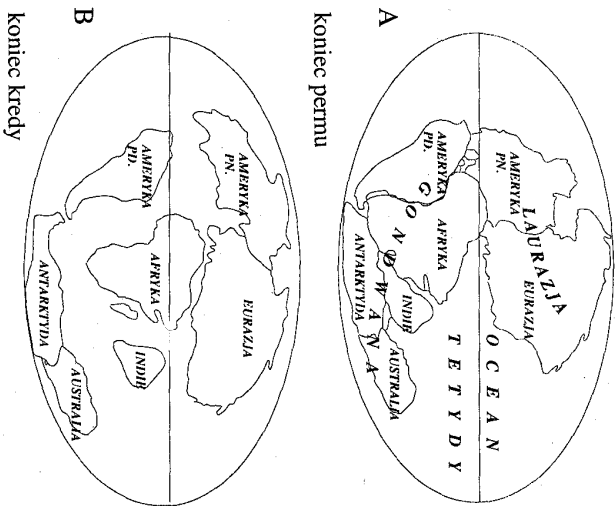 A
koniec permu
AMERYKA
PN.
LAURAZJA
EURAZJA
AMERYKA
PD.
AFRYKA
GONDWANA
INDIE
ANTARKTYDA
AUSTRALIA
OCEAN
TETYDY
B
koniec kredy
AMERYKA
PN.
EURAZJA
AMERYKA
PD.
AFRYKA
INDIE
ANTARKTYDA
AUSTRALIA